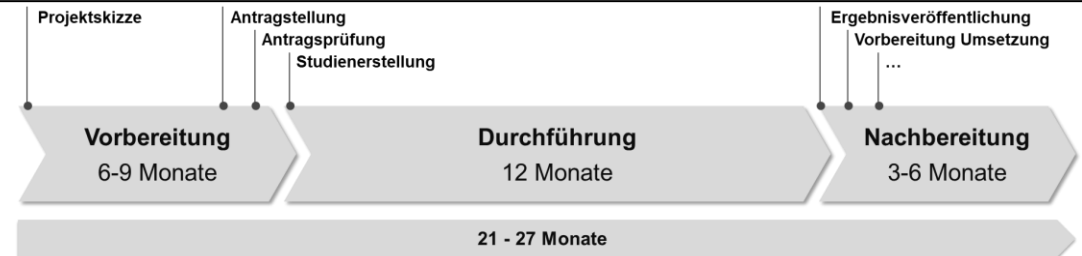 Projektskizze
Antragstellung
Antragsprüfung
Studienerstellung
Ergebnisveröffentlichung
Vorbereitung Umsetzung
…
Vorbereitung
6-9 Monate
Durchführung
12 Monate
Nachbereitung
3-6 Monate
21 - 27 Monate